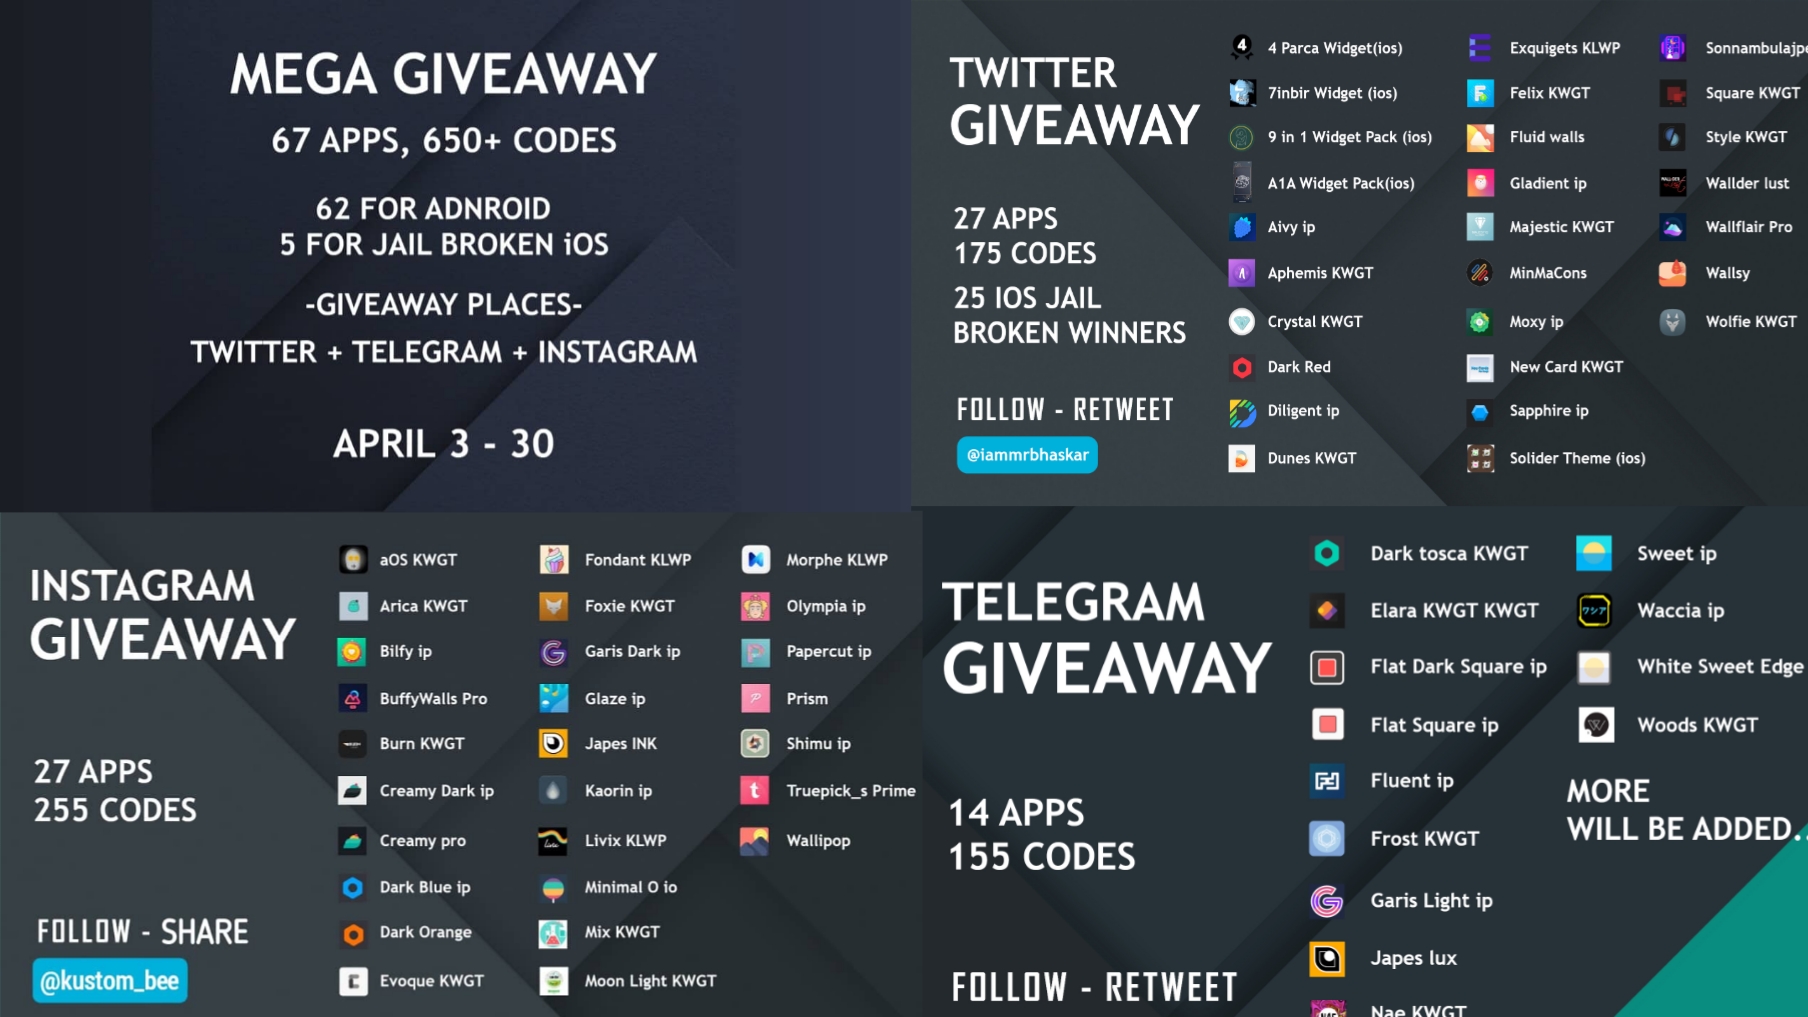 MEGA GIVEAWAY
67 APPS, 650+ CODES
62 FOR ADNROID
5 FOR JAIL BROKEN iOS
-GIVEAWAY PLACES-
TWITTER + TELEGRAM + INSTAGRAM
APRIL 3 - 30
TWITTER
GIVEAWAY
27 APPS
175 CODES
25 IOS JAIL
BROKEN WINNERS
FOLLOW - RETWEET
@iammrbhaskar
4
4 Parca Widget(ios)
7inbir Widget (ios)
9 in 1 Widget Pack (ios)
A1A Widget Pack(ios)
Aivy ip
Aphemis KWGT
Crystal KWGT
Dark Red
Diligent ip
Dunes KWGT
Exquigets KLWP
Felix KWGT
Fluid walls
Gladient ip
Majestic KWGT
MinMaCons
Moxy ip
New Card KWGT
Sapphire ip
Solider Theme (ios)
Sonnambulajpe
Square KWGT
Style KWGT
Wallder lust
Wallflair Pro
Wallsy
Wolfie KWGT
INSTAGRAM
GIVEAWAY
27 APPS
255 CODES
FOLLOW - SHARE
@kustom_bee
aOS KWGT
Arica KWGT
Bilfy ip
BuffyWalls Pro
Burn KWGT
Creamy Dark ip
Creamy pro
Dark Blue ip
Dark Orange
Evoque KWGT
Fondant KLWP
Foxie KWGT
Garis Dark ip
Glaze ip
Japes INK
Kaorin ip
Livix KLWP
Minimal O io
Mix KWGT
Moon Light KWGT
Morphe KLWP
Olympia ip
Papercut ip
Prism
Shimu ip
Truepick_s Prime
Wallipop
TELEGRAM
GIVEAWAY
14 APPS
155 CODES
FOLLOW - RETWEET
Dark tosca KWGT
Elara KWGT KWGT
Flat Dark Square ip
Flat Square ip
Fluent ip
Frost KWGT
Garis Light ip
Japes lux
Nae KWGT
Sweet ip
ワシア
Waccia ip
White Sweet Edge
Woods KWGT
MORE
WILL BE ADDED..